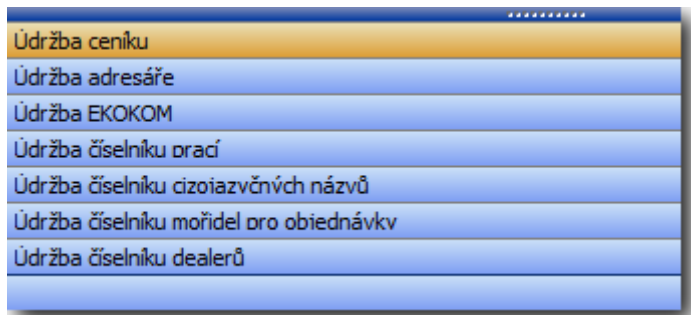 Údržba ceníku
Údržba adresáře
Údržba EKOKOM
Údržba číselníku prací
Údržba číselníku cizojazyčných názvů
Údržba číselníku mořidel pro objednávky
Údržba číselníku dealerů